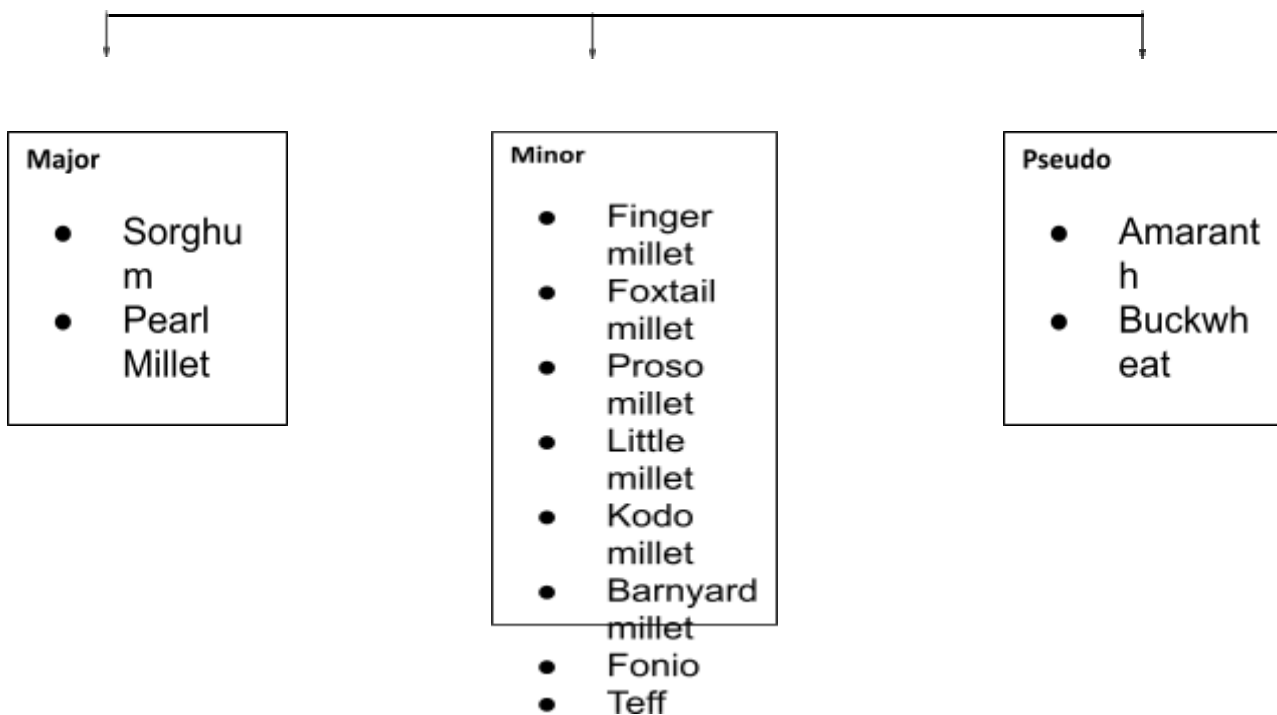 Major
● Sorghu
m
● Pearl
Millet
Minor
● Finger
millet
● Foxtail
millet
● Proso
millet
● Little
millet
● Kodo
millet
● Barnyard
millet
● Fonio
● Teff
Pseudo
● Amarant
h
● Buckwh
eat